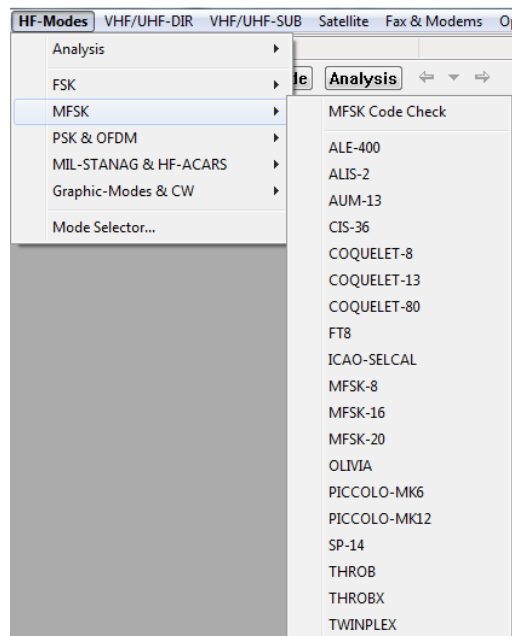 HF-Modes VHF/UHF-DIR VHF/UHF-SUB Satellite Fax & Modems
Analysis
FSK
MFSK
PSK & OFDM
MIL-STANAG & HF-ACARS
Graphic-Modes & CW
Mode Selector...
Analysis
MFSK Code Check
ALE-400
ALIS-2
AUM-13
CIS-36
COQUELET-8
COQUELET-13
COQUELET-80
FT8
ICAO-SELCAL
MFSK-8
MFSK-16
MFSK-20
OLIVIA
PICCOLO-MK6
PICCOLO-MK12
SP-14
THROB
THROBX
TWINPLEX